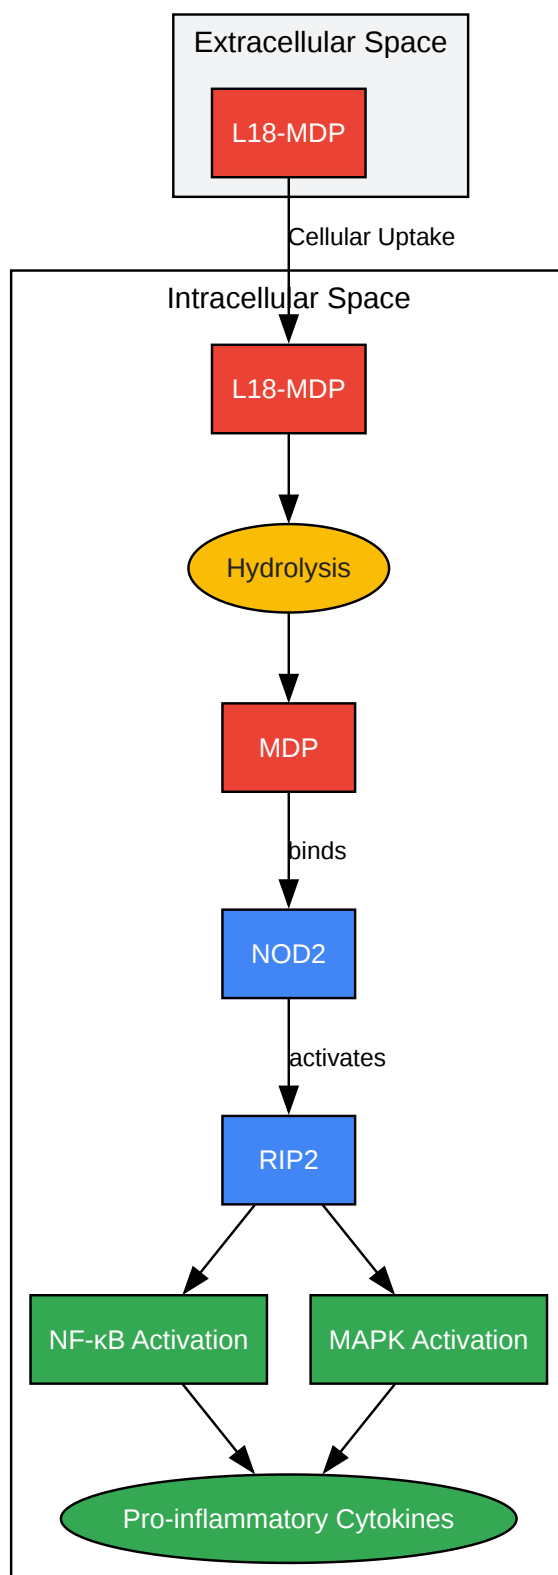 Extracellular Space
L18-MDP
Cellular Uptake
Intracellular Space
L18-MDP
Hydrolysis
MDP
binds
NOD2
activates
RIP2
NF-κB Activation
MAPK Activation
Pro-inflammatory Cytokines